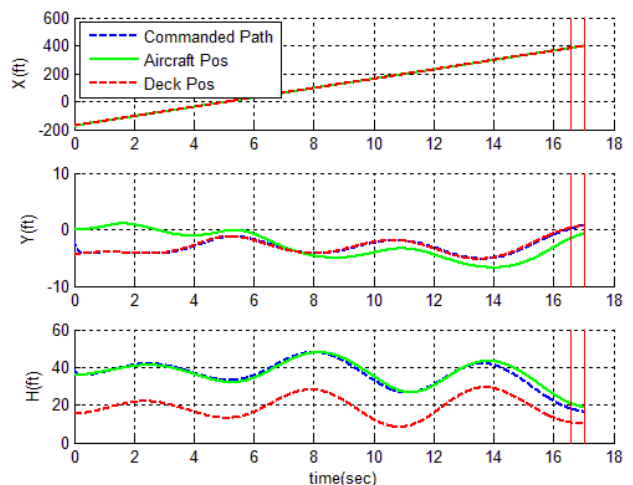 600
400
200
0
-200
X (ft)
Commanded Path
Aircraft Pos
Deck Pos
0 2 4 6 8 10 12 14 16 18
10
0
-10
Y(ft)
0 2 4 6 8 10 12 14 16 18
60
40
20
0
H(ft)
0 2 4 6 8 10 12 14 16 18
time(sec)